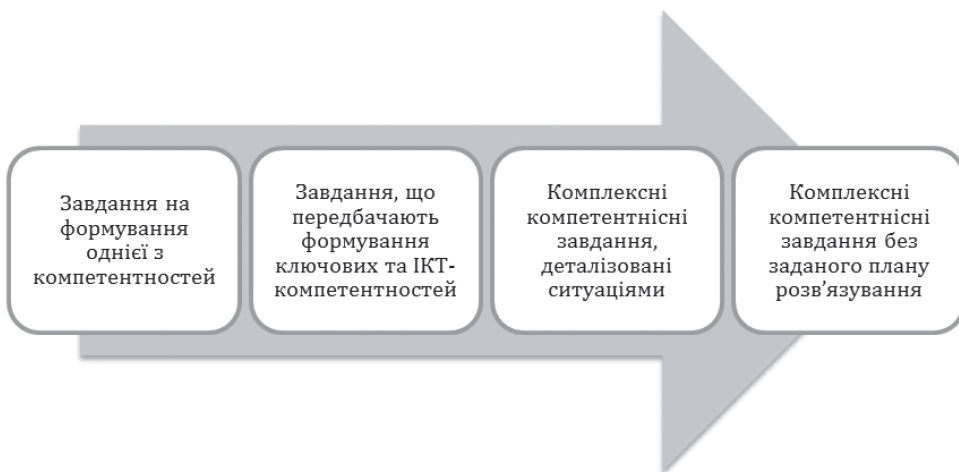 Завдання на
формування
однієї з
компетентностей
Завдання, що
передбачають
формування
ключових та ІКТ-
компетентностей
Комплексні
компетентнісні
завдання,
деталізовані
ситуаціями
Комплексні
компетентнісні
завдання без
заданого плану
розв’язування